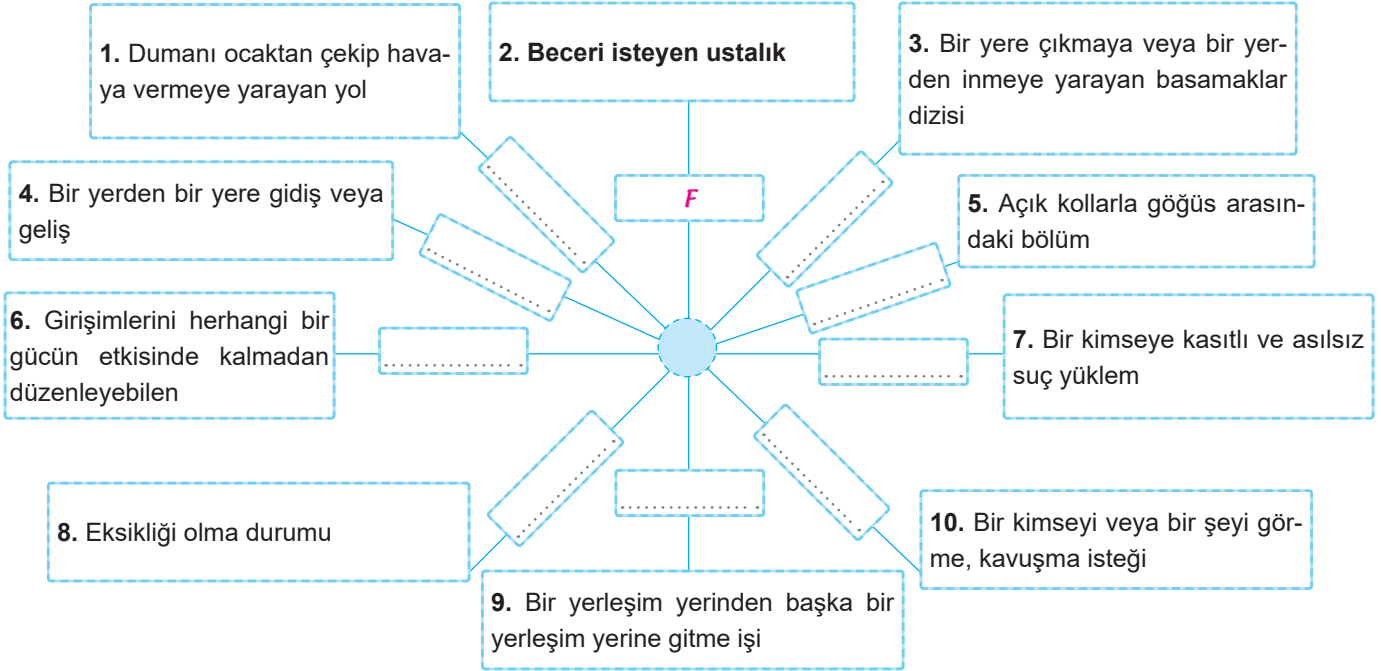 1. Dumanı ocaktan çekip hava-
ya vermeye yarayan yol
2. Beceri isteyen ustalık
3. Bir yere çıkmaya veya bir yer-
den inmeye yarayan basamaklar
dizisi
4. Bir yerden bir yere gidiş veya
geliş
F
5. Açık kollarla göğüs arasın-
daki bölüm
6. Girişimlerini herhangi bir
gücün etkisinde kalmadan
düzenleyebilen
7. Bir kimseye kasıtlı ve asılsız
suç yüklem
8. Eksikliği olma durumu
9. Bir yerleşim yerinden başka bir
yerleşim yerine gitme işi
10. Bir kimseyi veya bir şeyi gör-
me, kavuşma isteği